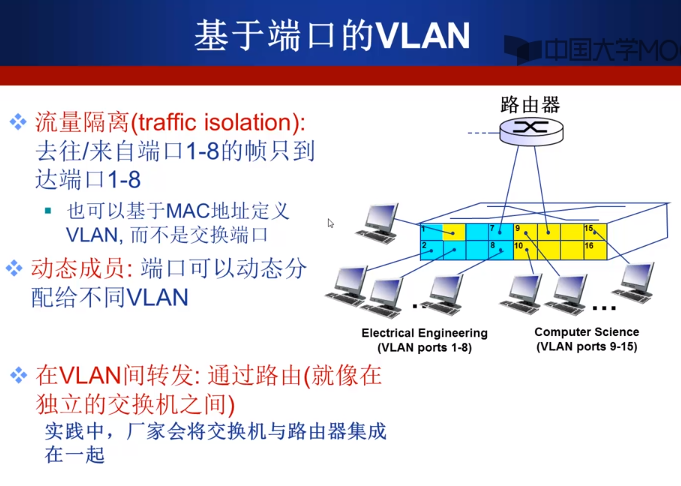 基于端口的VLAN
中国大学MO
流量隔离(traffic isolation):
去往/来自端口1-8的帧只到
达端口1-8
也可以基于MAC地址定义
VLAN, 而不是交换端口
动态成员: 端口可以动态分
配给不同VLAN
在VLAN间转发: 通过路由(就像在
独立的交换机之间)
实践中，厂家会将交换机与路由器集成
在一起
路由器
1 7 9 15
2 8 10 16
... ...
Electrical Engineering
(VLAN ports 1-8)
Computer Science
(VLAN ports 9-15)